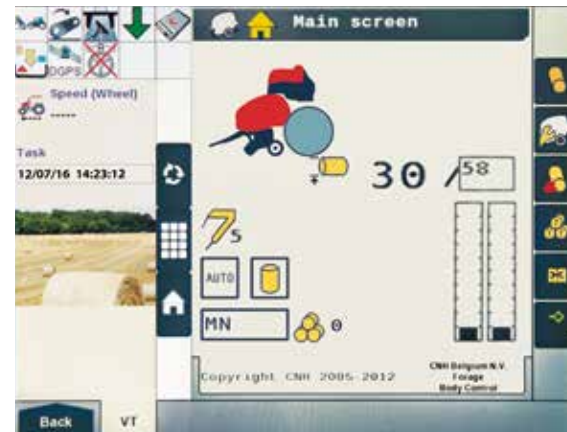 Main screen
DGPS
Speed (Wheel)
-----
Task
12/07/16 14:23:12
30 / 58
5
AUTO
MN
0
Copyright CNH 2005-2012
CNH Belgium N.V.
Forage
Body Control
Back
VT